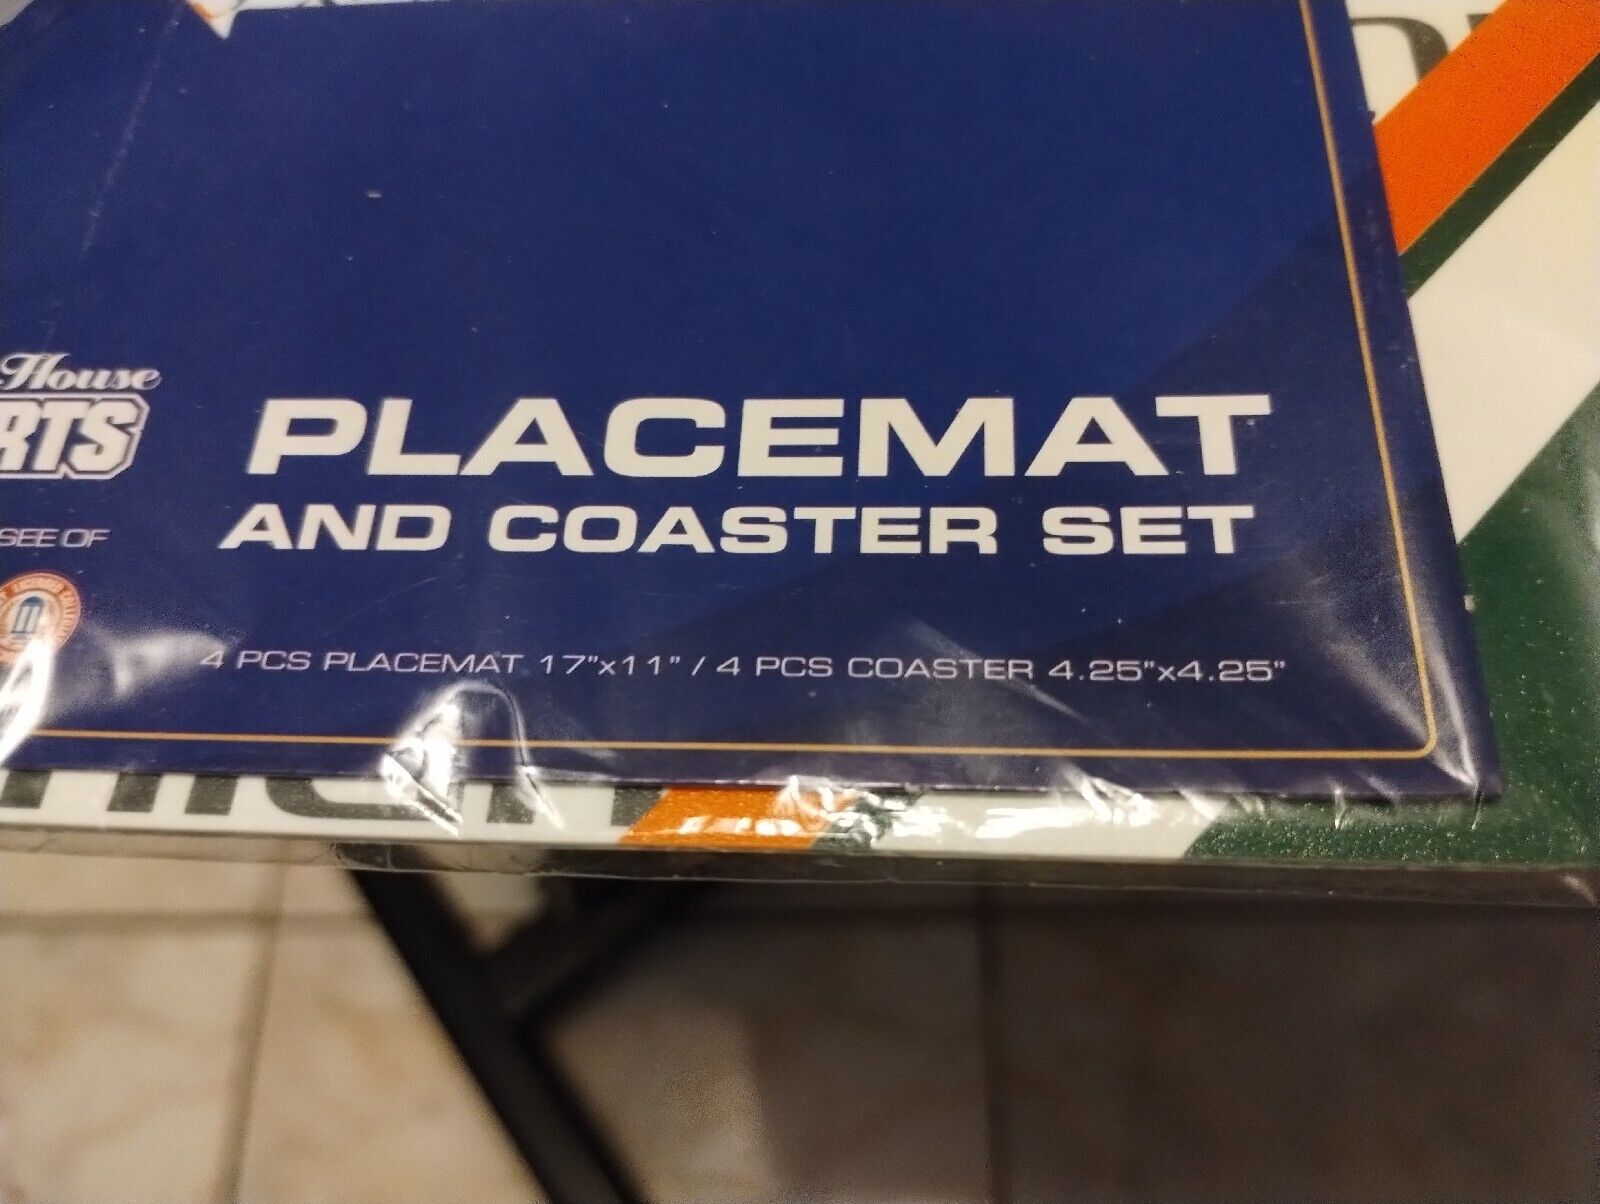 House
RTS
PLACEMAT
AND COASTER SET
SEE OF
4 PCS PLACEMAT 17"x11" / 4 PCS COASTER 4.25"x4.25"